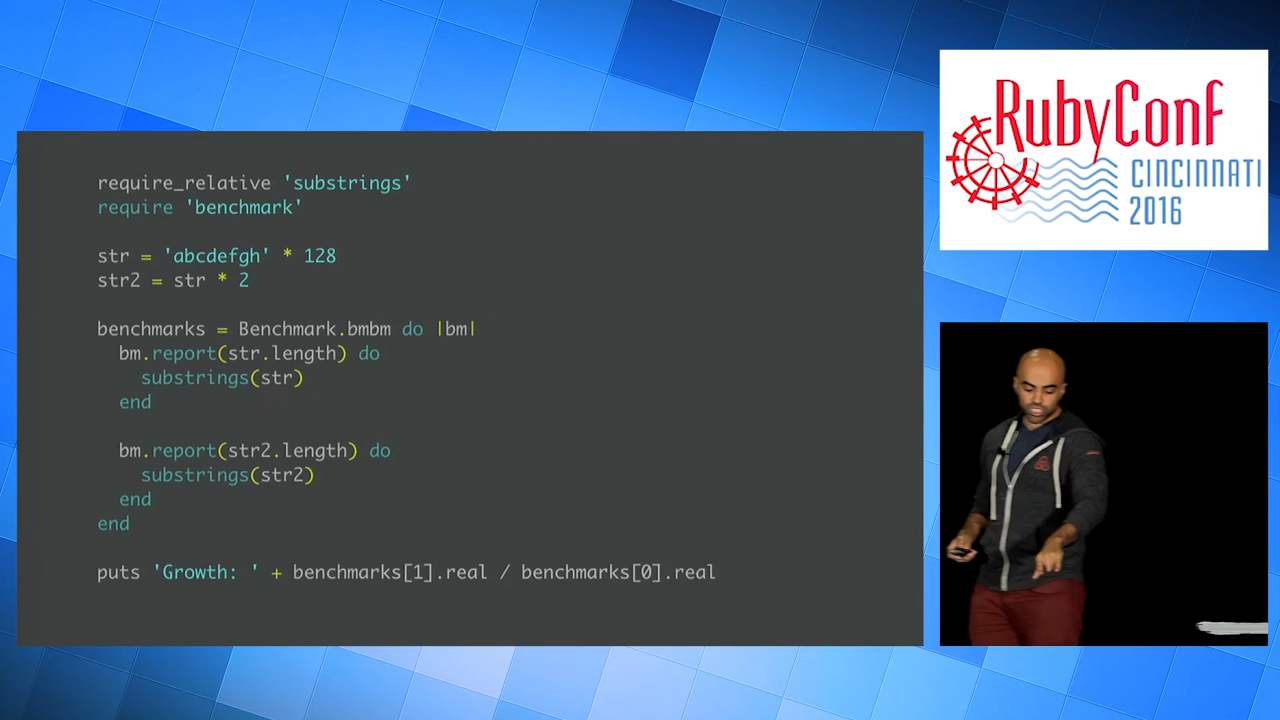 require_relative 'substrings'
require 'benchmark'
str = 'abcdefgh' * 128
str2 = str * 2
benchmarks = Benchmark.bmbm do |bm|
bm.report(str.length) do
substrings(str)
end
bm.report(str2.length) do
substrings(str2)
end
end
puts 'Growth: ' + benchmarks[1].real / benchmarks[0].real
RubyConf
CINCINNATI
2016